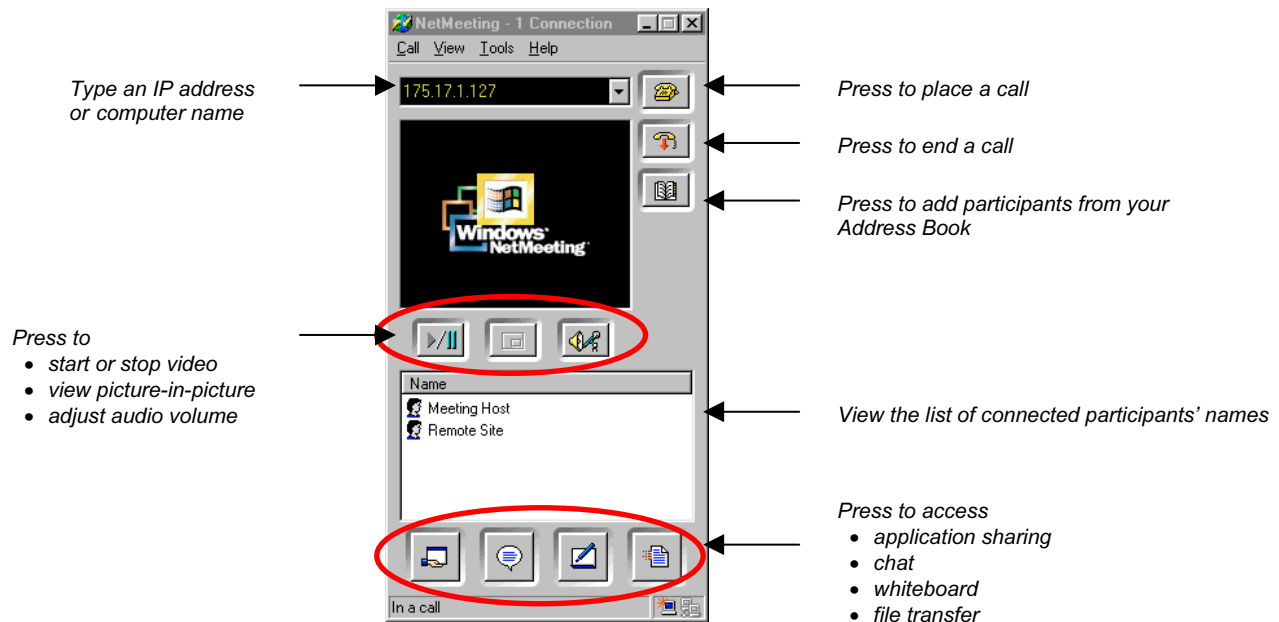 NetMeeting - 1 Connection
Call View Tools Help
Type an IP address
or computer name
175.17.1.127
Press to place a call
Press to end a call
Press to add participants from your
Address Book
Windows
NetMeeting
Press to
• start or stop video
• view picture-in-picture
• adjust audio volume
Name
Meeting Host
Remote Site
View the list of connected participants' names
Press to access
• application sharing
• chat
• whiteboard
• file transfer
In a call